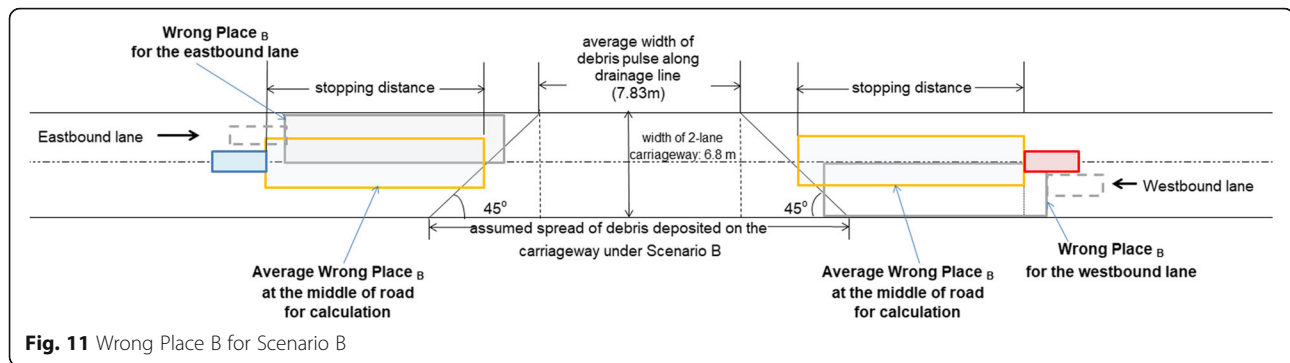 Wrong Place B
for the eastbound lane
average width of
debris pulse along
drainage line
(7.83m)
stopping distance
stopping distance
Eastbound lane
width of 2-lane
carriageway: 6.8 m
Westbound lane
45°
45°
assumed spread of debris deposited on the
carriageway under Scenario B
Average Wrong Place B
at the middle of road
for calculation
Average Wrong Place B
at the middle of road
for calculation
Wrong Place B
for the westbound lane
Fig. 11 Wrong Place B for Scenario B